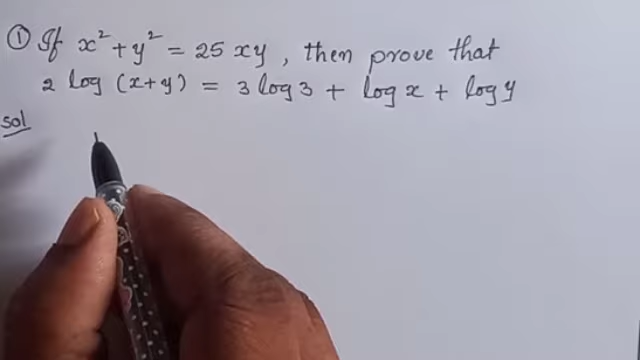 ① If x² + y² = 25 xy, then prove that
2 log (x+y) = 3 log 3 + log x + log y
sol